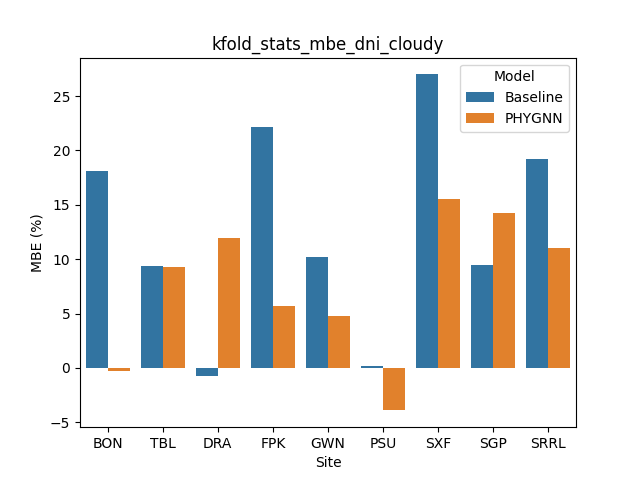 kfold_stats_mbe_dni_cloudy
Model
Baseline
PHYGNN
MBE (%)
25
20
15
10
5
0
−5
BON TBL DRA FPK GWN PSU SXF SGP SRRL
Site